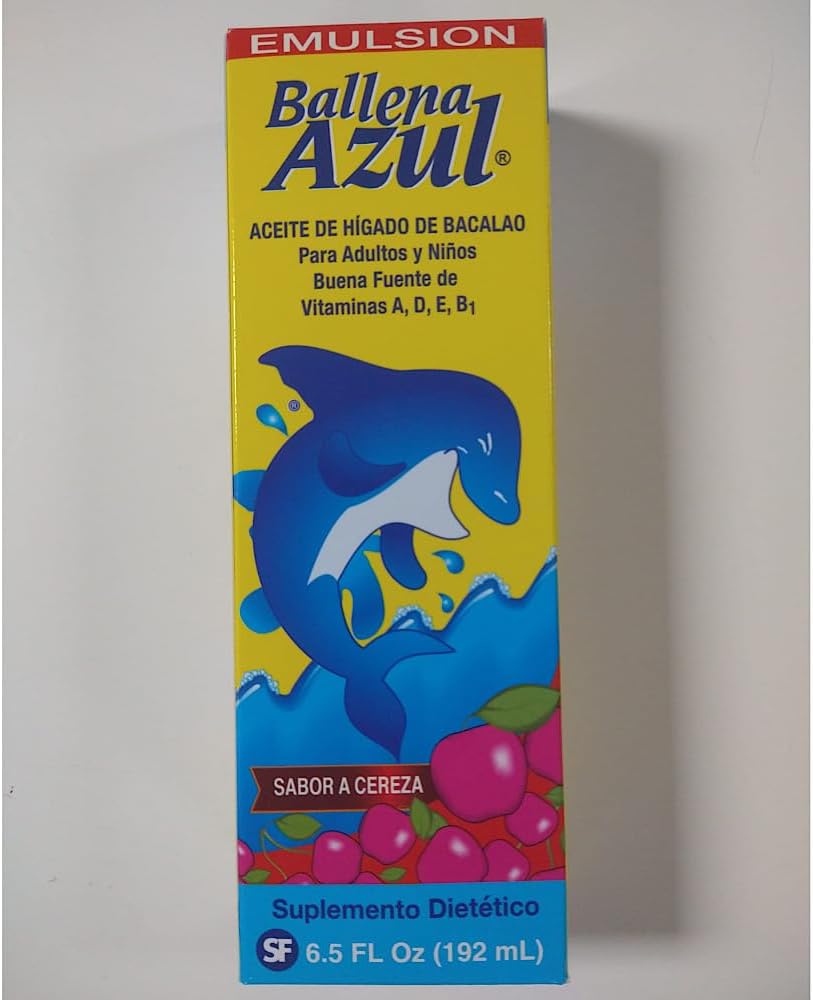 EMULSION
Ballena
Azul®
ACEITE DE HÍGADO DE BACALAO
Para Adultos y Niños
Buena Fuente de
Vitaminas A, D, E, B1
®
SABOR A CEREZA
Suplemento Dietético
SF 6.5 FL Oz (192 mL)